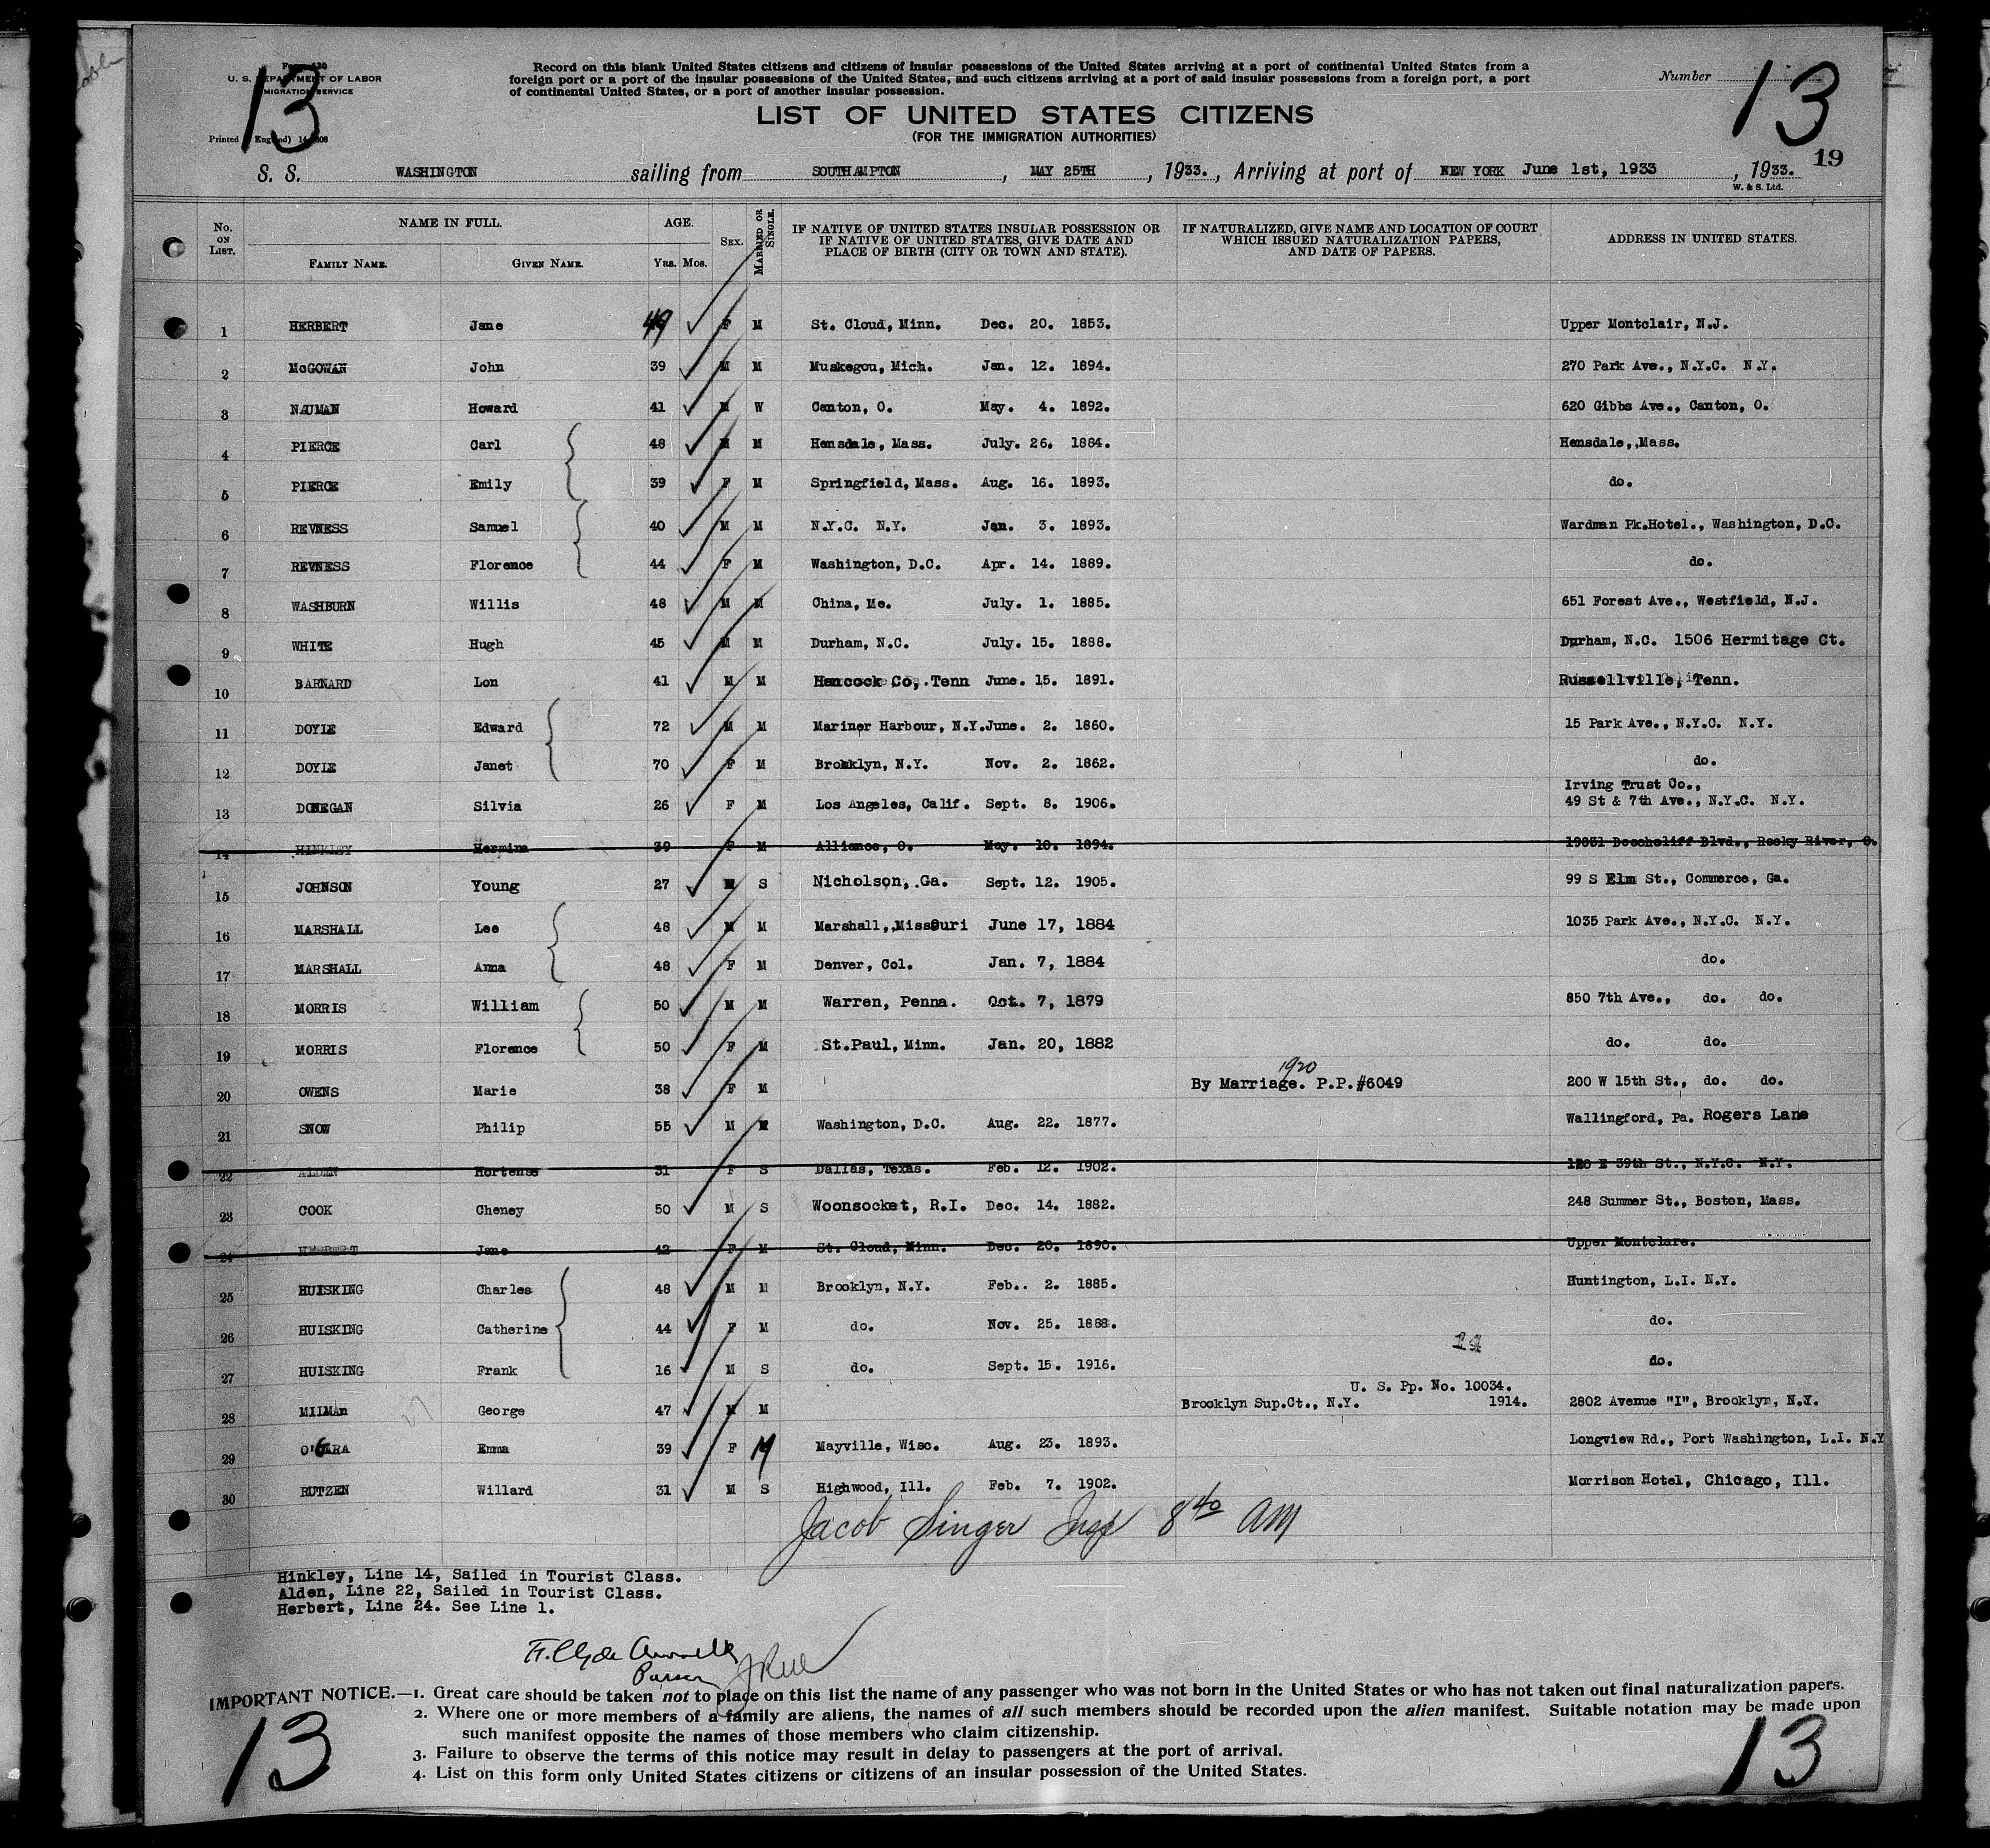 13
Form 630
U. S. DEPARTMENT OF LABOR
IMMIGRATION SERVICE
Printed England)
Record on this blank United States citizens and citizens of insular possessions of the United States arriving at a port of continental United States from a
foreign port or a port of the insular possessions of the United States, and such citizens arriving at a port of said insular possessions from a foreign port, a port
of continental United States, or a port of another insular possession.
Number
13
LIST OF UNITED STATES CITIZENS
(FOR THE IMMIGRATION AUTHORITIES)
19
S. S. WASHINGTON sailing from SOUTHAMPTON, MAY 25TH, 1933., Arriving at port of NEW YORK June 1st, 1933, 1933.
W. & S. Ltd.
No. ON LIST. NAME IN FULL. FAMILY NAME. GIVEN NAME. AGE. YRS. MOS. SEX. MARRIED OR SINGLE. IF NATIVE OF UNITED STATES INSULAR POSSESSION OR IF NATIVE OF UNITED STATES, GIVE DATE AND PLACE OF BIRTH (CITY OR TOWN AND STATE). IF NATURALIZED, GIVE NAME AND LOCATION OF COURT WHICH ISSUED NATURALIZATION PAPERS, AND DATE OF PAPERS. ADDRESS IN UNITED STATES.
1 HERBERT Jane 49 F M St. Cloud, Minn. Dec. 20. 1853. Upper Montclair, N.J.
2 McGOWAN John 39 M M Muskegou, Mich. Jan. 12. 1894. 270 Park Ave., N.Y.C. N.Y.
3 NAUMAN Howard 41 M W Canton, O. May. 4. 1892. 620 Gibbs Ave., Canton, O.
4 PIERCE Carl 48 M M Hensdale, Mass. July. 26. 1884. Hensdale,,Mass.
5 PIERCE Emily 39 F M Springfield, Mass. Aug. 16. 1893. do.
6 REVNESS Samuel 40 M M N.Y.C. N.Y. Jan. 3. 1893. Wardman Pk.Hotel., Washington, D.C.
7 REVNESS Florence 44 F M Washington, D.C. Apr. 14. 1889. do.
8 WASHBURN Willis 48 M M China, Me. July. 1. 1885. 651 Forest Ave., Westfield, N.J.
9 WHITE Hugh 45 M M Durham, N.C. July. 15. 1888. Durham, N.C. 1506 Hermitage Ct.
10 BARNARD Lon 41 M M Hancock Co,.Tenn June. 15. 1891. Russellville, Tenn.
11 DOYLE Edward 72 M M Mariner Harbour, N.Y.June. 2. 1860. 15 Park Ave., N.Y.C. N.Y.
12 DOYLE Janet 70 F M Brooklyn, N.Y. Nov. 2. 1862. do.
13 DONEGAN Silvia 26 F M Los Angeles, Calif. Sept. 8. 1906. Irving Trust Co.,
49 St & 7th Ave., N.Y.C. N.Y.
14 HINKLEY Hermina 39 F M Alliance, O. May. 10. 1894. 19831 Beechcliff Blvd., Rocky River, O.
15 JOHNSON Young 27 M S Nicholson,.Ga. Sept. 12. 1905. 99 S Elm St., Commerce, Ga.
16 MARSHALL Lee 48 M M Marshall,Missouri June 17, 1884 1035 Park Ave., N.Y.C. N.Y.
17 MARSHALL Anna 48 F M Denver, Col. Jan. 7, 1884 do.
18 MORRIS William 50 M M Warren, Penna. Oct. 7, 1879 850 7th Ave., do. do.
19 MORRIS Florence 50 F M St.Paul, Minn. Jan. 20, 1882 do. do.
1920
20 OWENS Marie 38 F M By Marriage. P.P.#6049 200 W 15th St., do. do.
21 SNOW Philip 55 M M Washington, D.C. Aug. 22. 1877. Wallingford, Pa. Rogers Lane
22 ALDEN Hortense 31 F S Dallas, Texas. Feb. 12. 1902. 120 E 39th St., N.Y.C. N.Y.
23 COOK Cheney 50 M S Woonsocket, R.I. Dec. 14. 1882. 248 Summer St., Boston, Mass.
24 HERBERT Jane 42 F M St. Cloud, Minn. Dec. 20. 1890. Upper Montclare.
25 HUISKING Charles 48 M M Brooklyn, N.Y. Feb.. 2. 1885. Huntington, L.I. N.Y.
26 HUISKING Catherine 44 F M do. Nov. 25. 1888. do.
27 HUISKING Frank 16 M S do. Sept. 15. 1916. do.
U. S. Pp. No. 10034.
28 MILMAn George 47 M M Brooklyn Sup.Ct., N.Y. 1914. 2802 Avenue "I", Brooklyn, N.Y.
29 O'GARA Emma 39 F M Mayville, Wisc. Aug. 23. 1893. Longview Rd., Port Washington, L.I. N.Y
30 RUTZEN Willard 31 M S Highwood, Ill. Feb. 7. 1902. Morrison Hotel, Chicago, Ill.
Jacob Singer Insp 8 40 AM
Hinkley, Line 14, Sailed in Tourist Class.
Alden, Line 22, Sailed in Tourist Class.
Herbert, Line 24. See Line 1.
F. Clyde
Purser
IMPORTANT NOTICE.—1. Great care should be taken not to place on this list the name of any passenger who was not born in the United States or who has not taken out final naturalization papers.
2. Where one or more members of a family are aliens, the names of all such members should be recorded upon the alien manifest. Suitable notation may be made upon
such manifest opposite the names of those members who claim citizenship.
3. Failure to observe the terms of this notice may result in delay to passengers at the port of arrival.
4. List on this form only United States citizens or citizens of an insular possession of the United States.
13
13